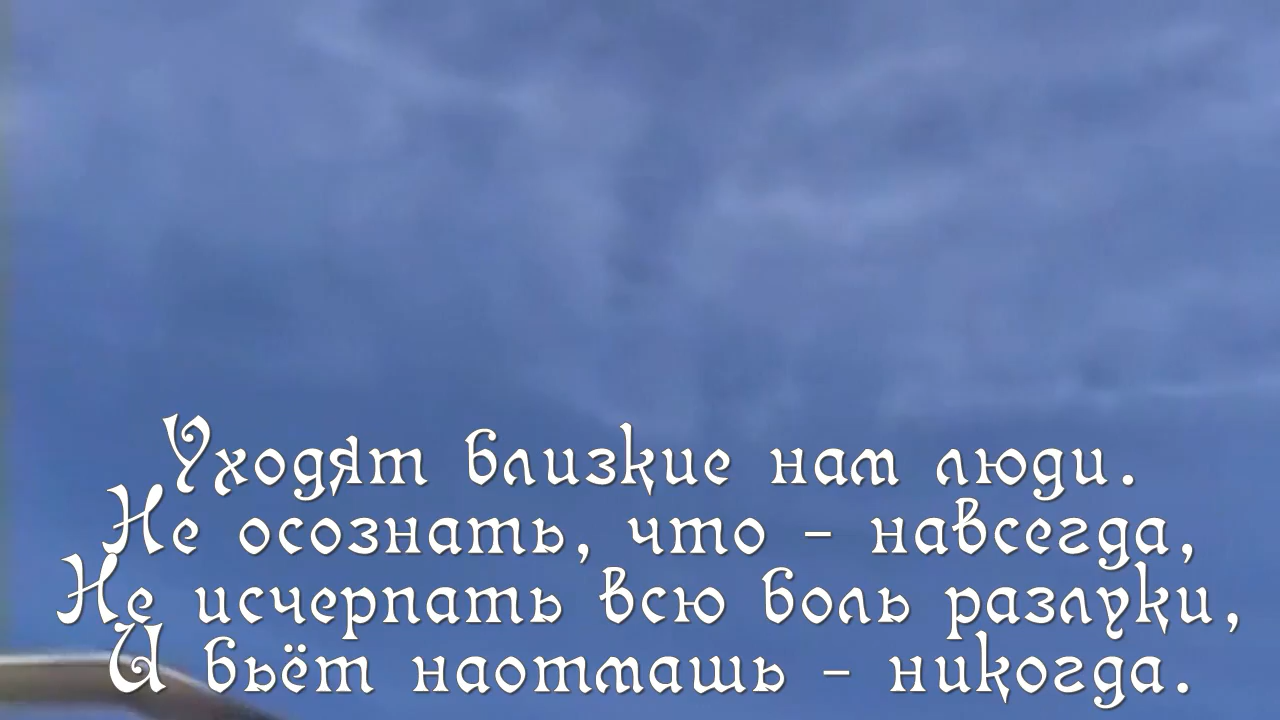 Уходят близкие нам люди.
Не осознать, что – навсегда,
Не исчерпать всю боль разлуки,
И бьёт наотмашь – никогда.